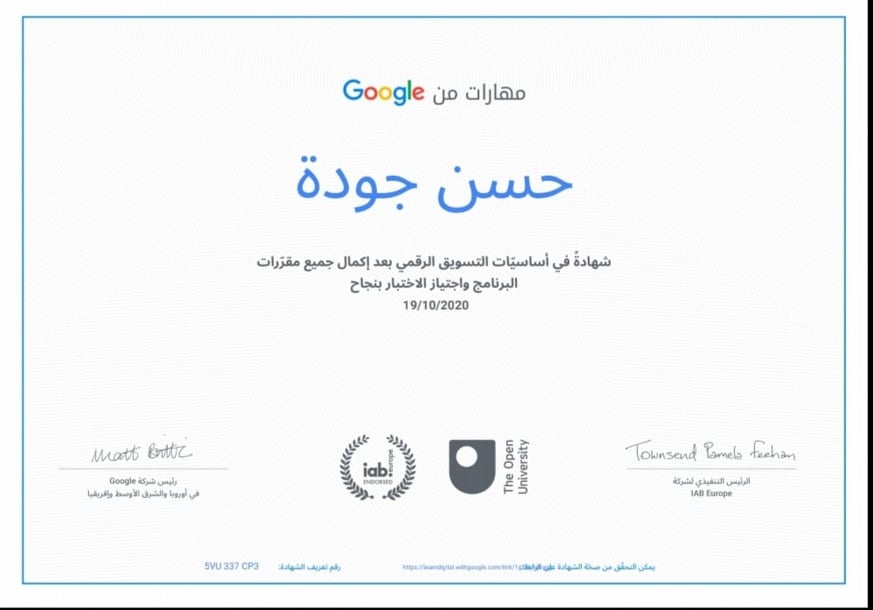 مهارات من Google
حسن جودة
شهادةً في أساسيّات التسويق الرقمي بعد إكمال جميع مقرّرات
البرنامج واجتياز الاختبار بنجاح
19/10/2020
Townsend Pamela Feehan
الرئيس التنفيذي لشركة
IAB Europe
The Open
University
iab europe
ENDORSED
Matt
رئيس شركة Google
في أوروبا والشرق الأوسط وإفريقيا
يمكن التحقّق من صحّة الشهادة على الرابط:
https://learndigital.withgoogle.com/link/
رقم تعريف الشهادة:
5VU 337 CP3